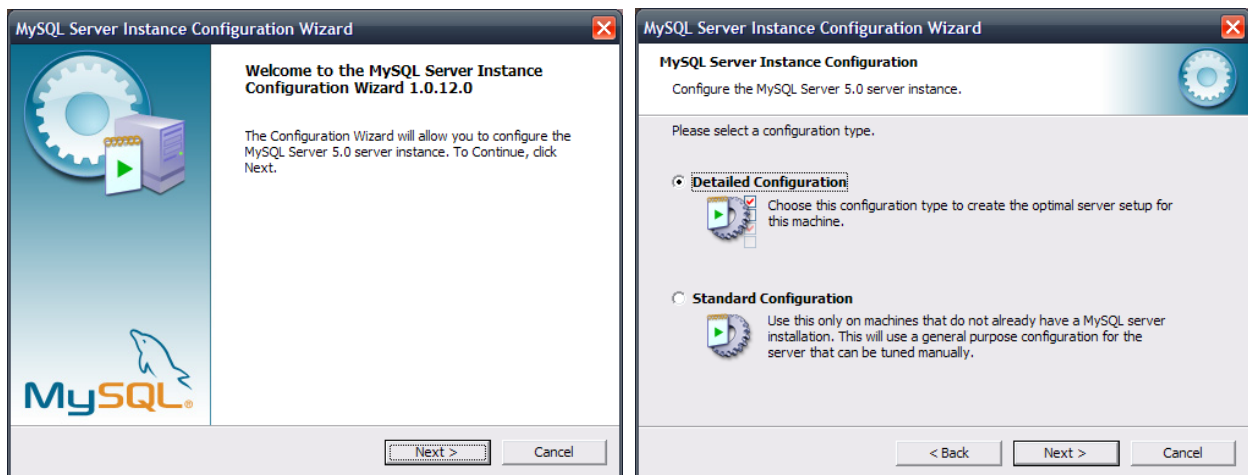 MySQL Server Instance Configuration Wizard
Welcome to the MySQL Server Instance
Configuration Wizard 1.0.12.0
The Configuration Wizard will allow you to configure the
MySQL Server 5.0 server instance. To Continue, click
Next.
MySQL®
Next >
Cancel
MySQL Server Instance Configuration Wizard
MySQL Server Instance Configuration
Configure the MySQL Server 5.0 server instance.
Please select a configuration type.
Detailed Configuration
Choose this configuration type to create the optimal server setup for
this machine.
Standard Configuration
Use this only on machines that do not already have a MySQL server
installation. This will use a general purpose configuration for the
server that can be tuned manually.
< Back
Next >
Cancel